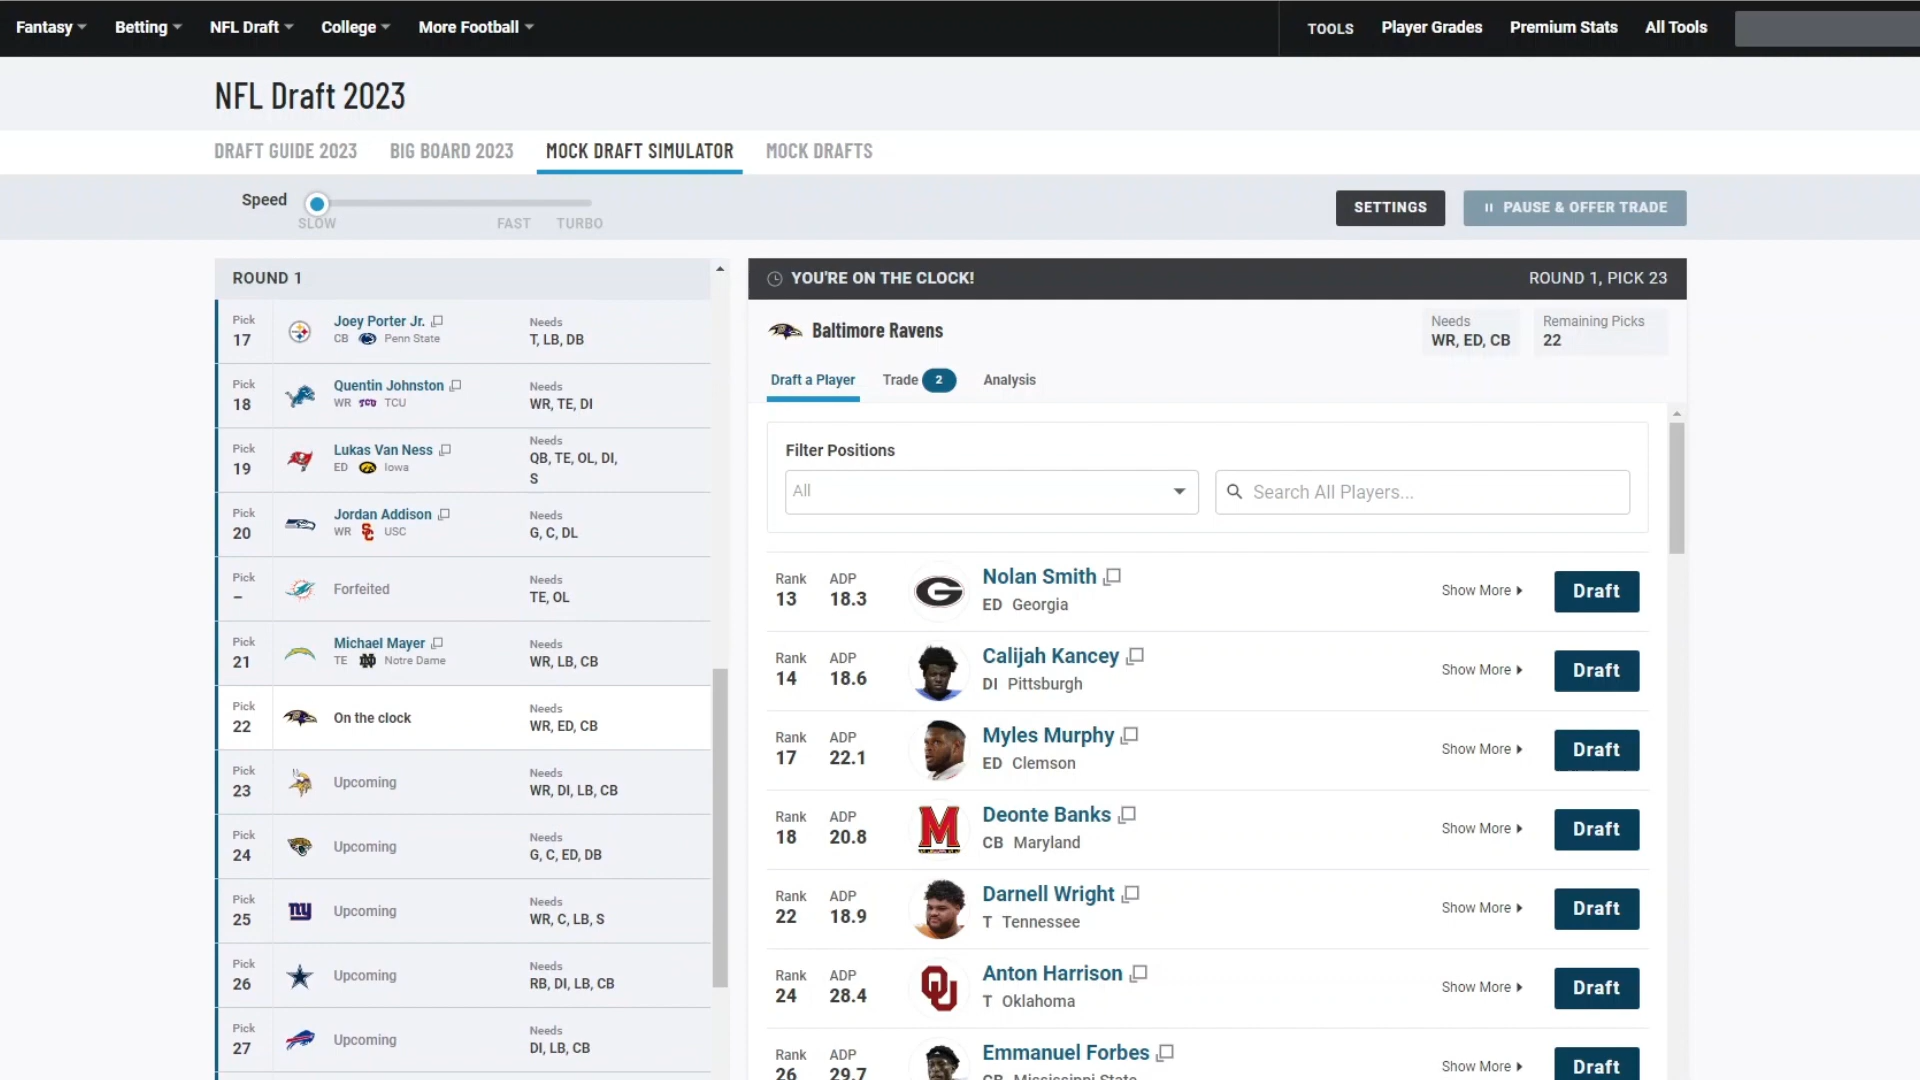 Fantasy Betting NFL Draft College More Football TOOLS Player Grades Premium Stats All Tools
NFL Draft 2023
DRAFT GUIDE 2023 BIG BOARD 2023 MOCK DRAFT SIMULATOR MOCK DRAFTS
Speed SLOW FAST TURBO SETTINGS PAUSE & OFFER TRADE
ROUND 1
Pick 17 Joey Porter Jr. Needs
CB Penn State T, LB, DB
Pick 18 Quentin Johnston Needs
WR TCU TCU WR, TE, DI
Pick 19 Lukas Van Ness Needs
ED Iowa QB, TE, OL, DI,
S
Pick 20 Jordan Addison Needs
WR SC USC G, C, DL
Pick – Forfeited Needs
TE, OL
Pick 21 Michael Mayer Needs
TE ND Notre Dame WR, LB, CB
Pick 22 On the clock Needs
WR, ED, CB
Pick 23 Upcoming Needs
WR, DI, LB, CB
Pick 24 Upcoming Needs
G, C, ED, DB
Pick 25 ny Upcoming Needs
WR, C, LB, S
Pick 26 Upcoming Needs
RB, DI, LB, CB
Pick 27 Upcoming Needs
DI, LB, CB
YOU'RE ON THE CLOCK! ROUND 1, PICK 23
Baltimore Ravens
Needs
WR, ED, CB
Remaining Picks
22
Draft a Player Trade 2 Analysis
Filter Positions
All
Search All Players...
Rank 13 ADP 18.3 G Nolan Smith Show More Draft
ED Georgia
Rank 14 ADP 18.6 Calijah Kancey Show More Draft
DI Pittsburgh
Rank 17 ADP 22.1 Myles Murphy Show More Draft
ED Clemson
Rank 18 ADP 20.8 M Deonte Banks Show More Draft
CB Maryland
Rank 22 ADP 18.9 Darnell Wright Show More Draft
T Tennessee
Rank 24 ADP 28.4 OU Anton Harrison Show More Draft
T Oklahoma
Rank 26 ADP 29.7 Emmanuel Forbes Show More Draft
CB Mississippi State